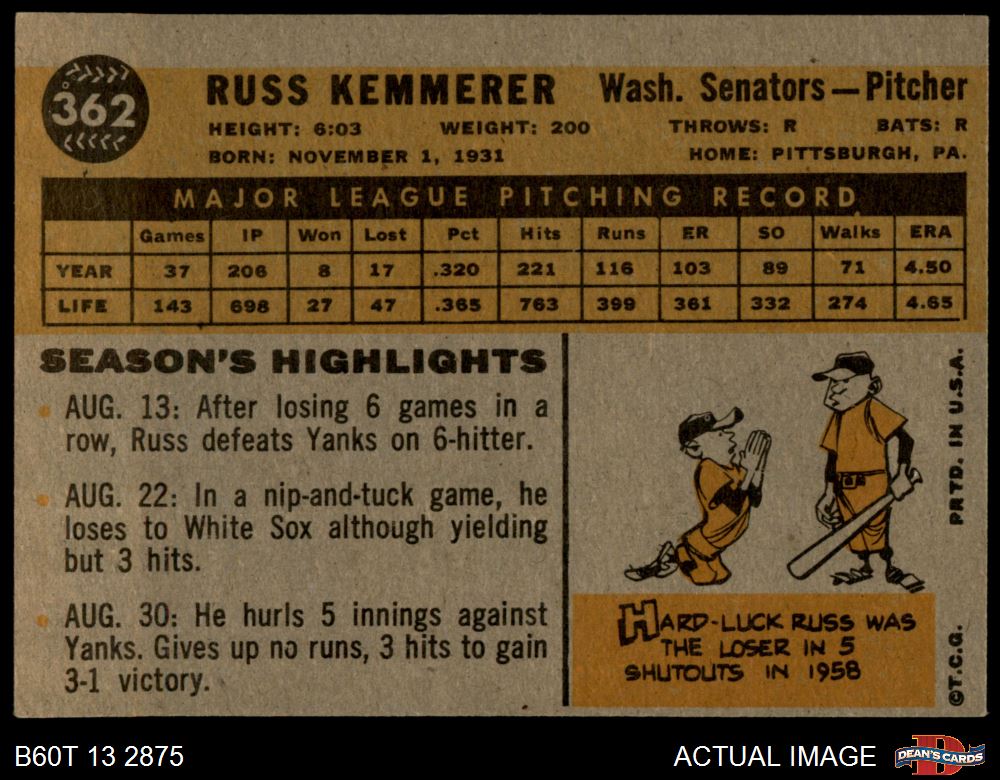 362
RUSS KEMMERER Wash. Senators—Pitcher
HEIGHT: 6:03 WEIGHT: 200 THROWS: R BATS: R
BORN: NOVEMBER 1, 1931 HOME: PITTSBURGH, PA.
MAJOR LEAGUE PITCHING RECORD
Games IP Won Lost Pct Hits Runs ER SO Walks ERA
YEAR 37 206 8 17 .320 221 116 103 89 71 4.50
LIFE 143 698 27 47 .365 763 399 361 332 274 4.65
SEASON'S HIGHLIGHTS
AUG. 13: After losing 6 games in a
row, Russ defeats Yanks on 6-hitter.
AUG. 22: In a nip-and-tuck game, he
loses to White Sox although yielding
but 3 hits.
AUG. 30: He hurls 5 innings against
Yanks. Gives up no runs, 3 hits to gain
3-1 victory.
HARD-LUCK RUSS WAS
THE LOSER IN 5
SHUTOUTS IN 1958
©T.C.G. PRTD. IN U.S.A.
B60T 13 2875 ACTUAL IMAGE
DEAN'S CARDS